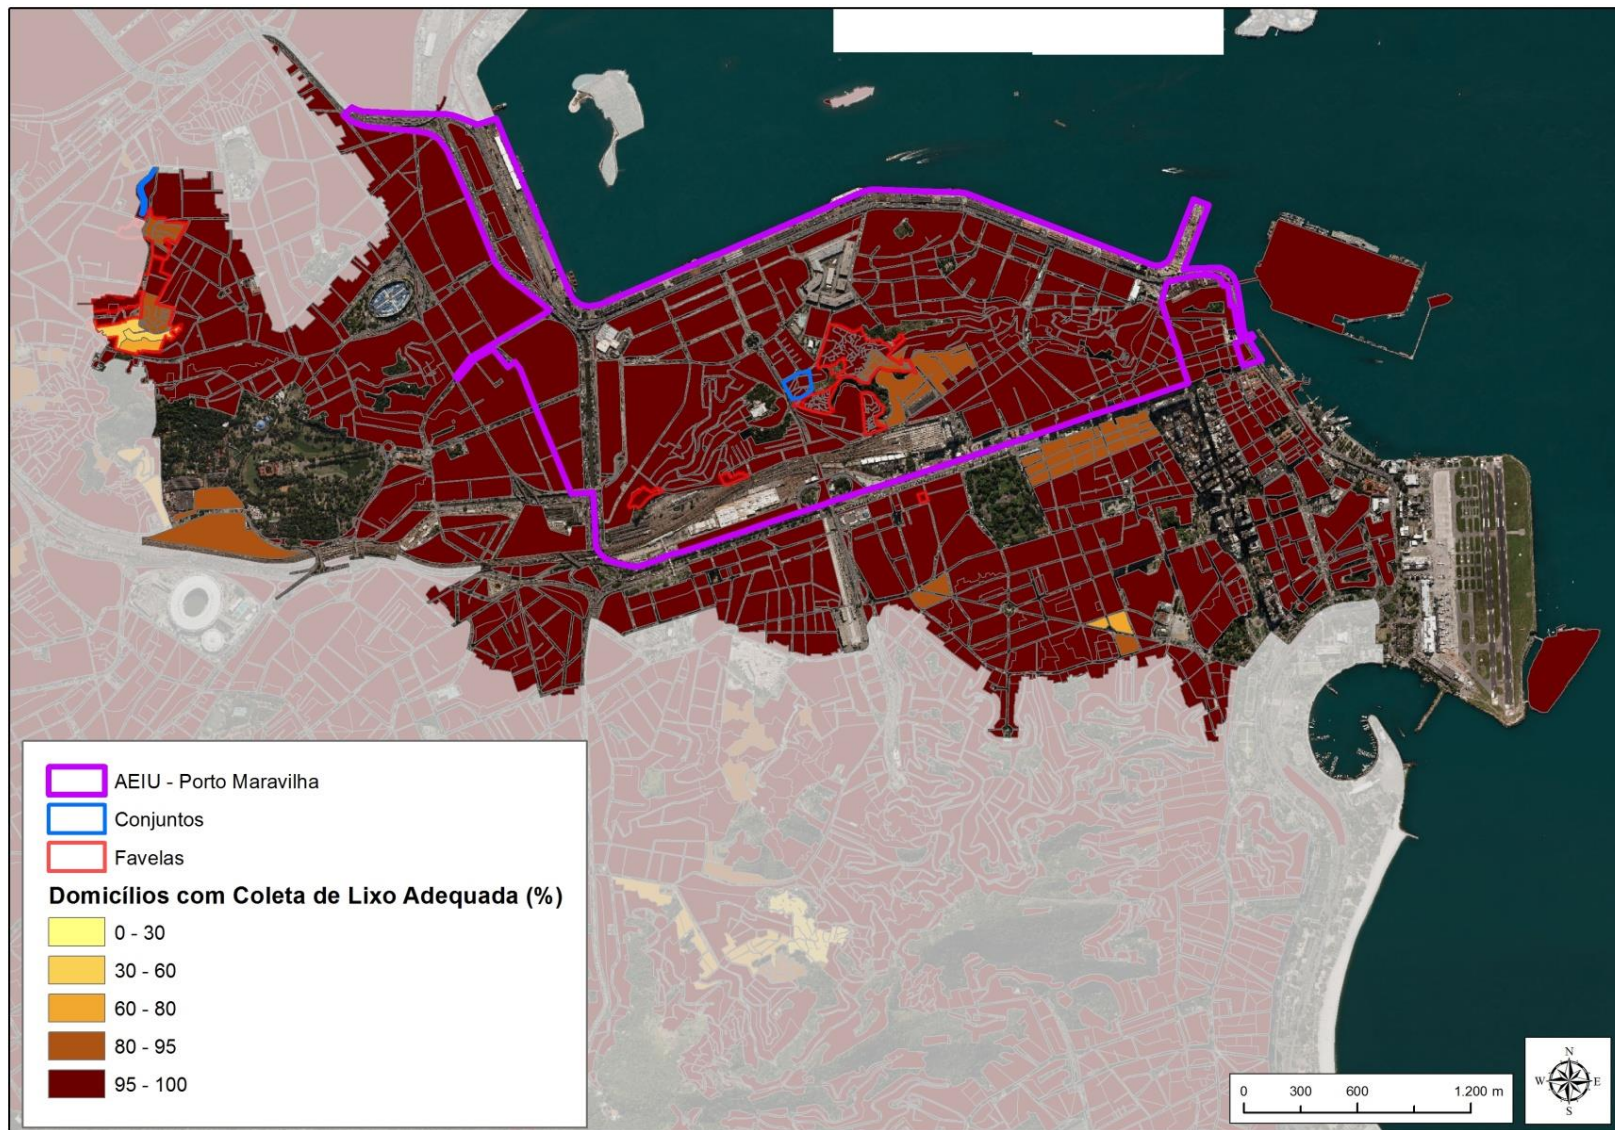 AEIU - Porto Maravilha
Conjuntos
Favelas
Domicílios com Coleta de Lixo Adequada (%)
0 - 30
30 - 60
60 - 80
80 - 95
95 - 100
0 300 600 1.200 m
N
W E
S